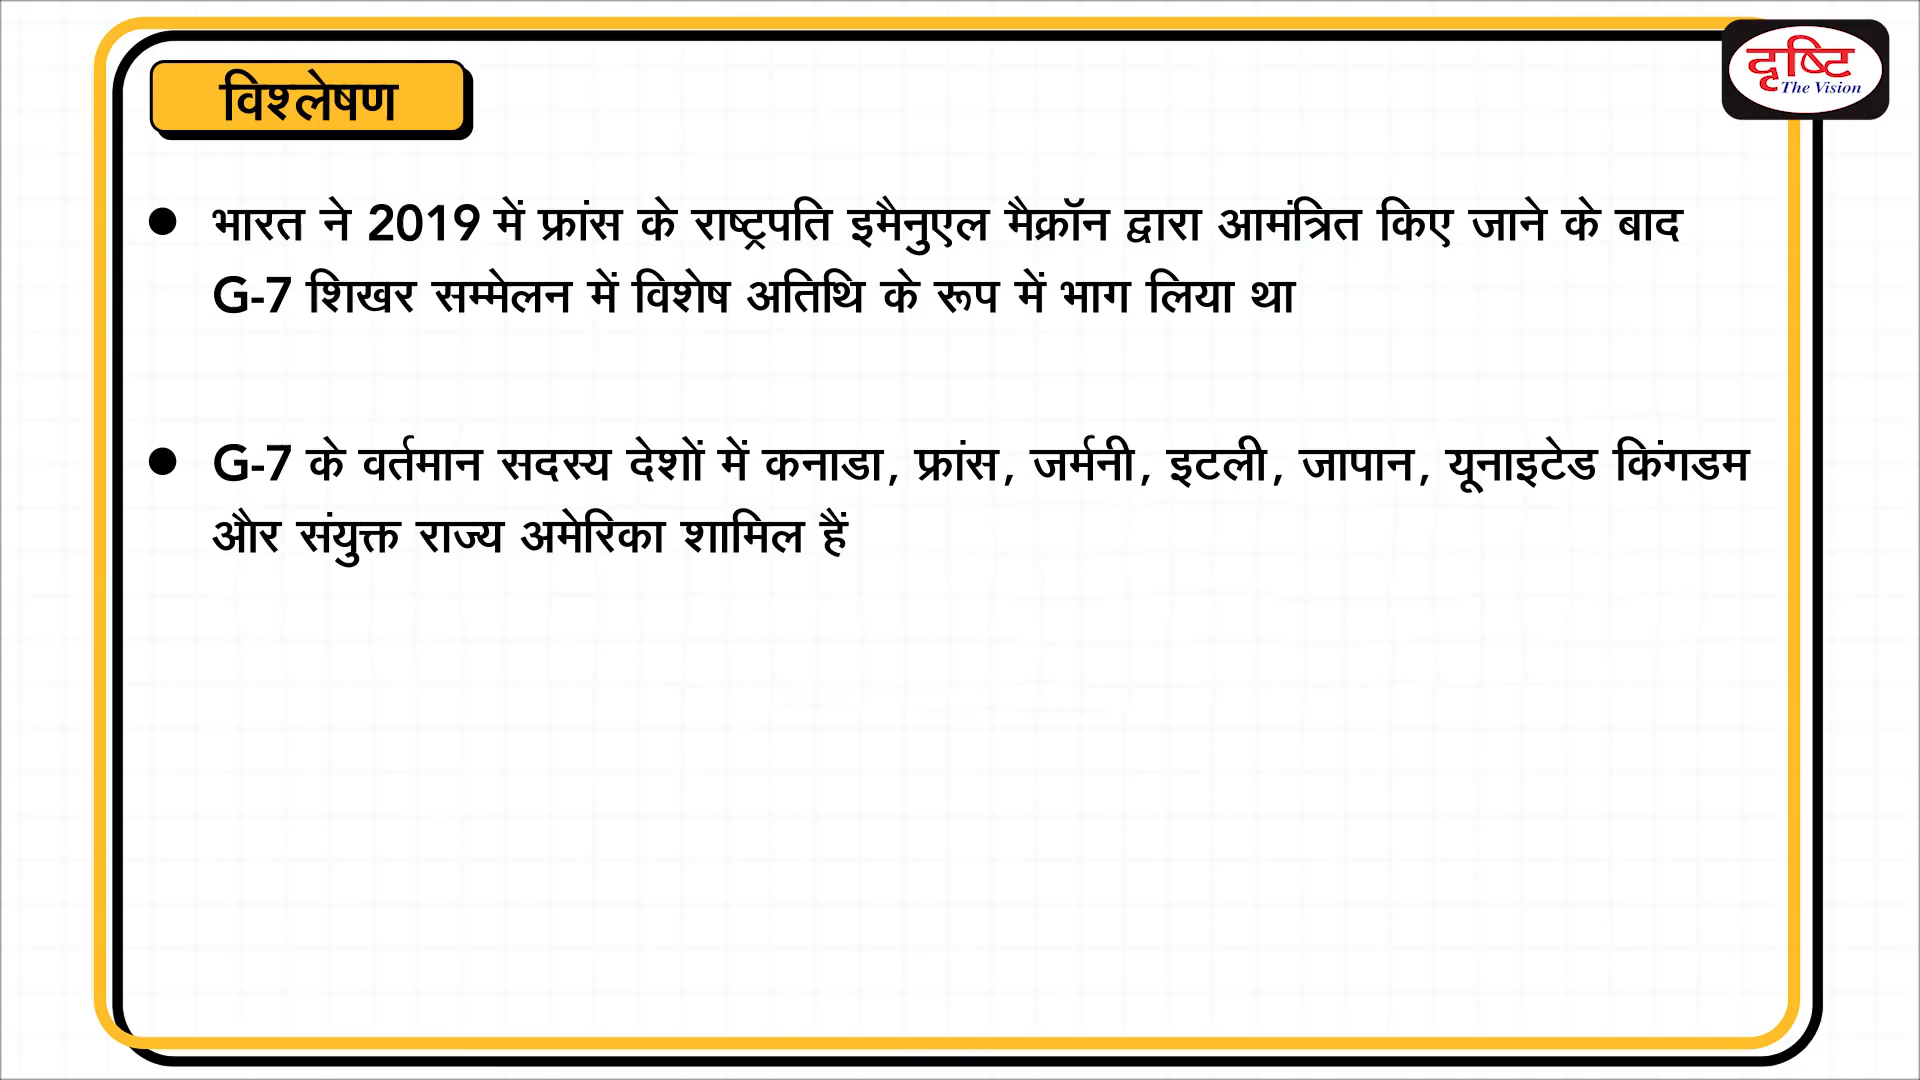 विश्लेषण
दृष्टि
The Vision
● भारत ने 2019 में फ्रांस के राष्ट्रपति इमैनुएल मैक्रॉन द्वारा आमंत्रित किए जाने के बाद
G-7 शिखर सम्मेलन में विशेष अतिथि के रूप में भाग लिया था
● G-7 के वर्तमान सदस्य देशों में कनाडा, फ्रांस, जर्मनी, इटली, जापान, यूनाइटेड किंगडम
और संयुक्त राज्य अमेरिका शामिल हैं